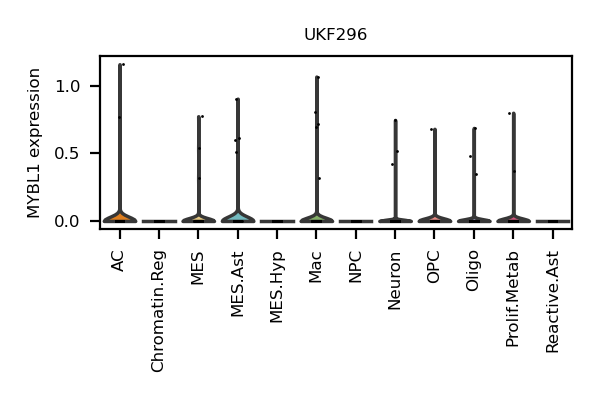 UKF296
MYBL1 expression
1.0
0.5
0.0
AC
Chromatin.Reg
MES
MES.Ast
MES.Hyp
Mac
NPC
Neuron
OPC
Oligo
Prolif.Metab
Reactive.Ast